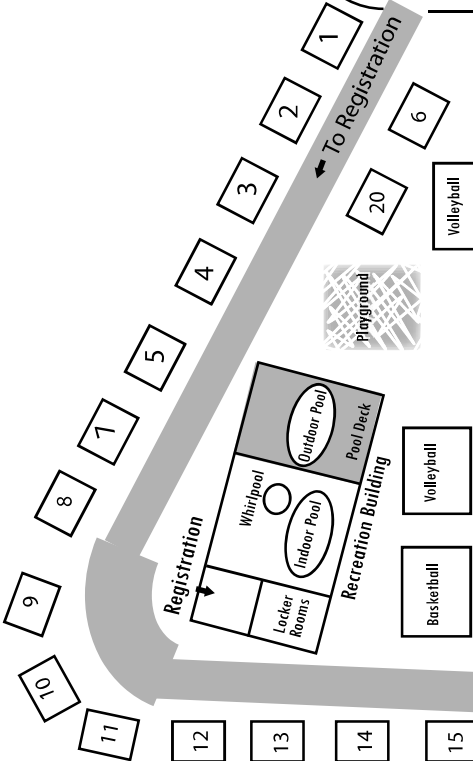 1
2
3
4
5
7
8
9
10
11
12
13
14
15
6
20
To Registration
Volleyball
Playground
Outdoor Pool
Pool Deck
Whirlpool
Indoor Pool
Registration
Locker
Rooms
Recreation Building
Volleyball
Basketball